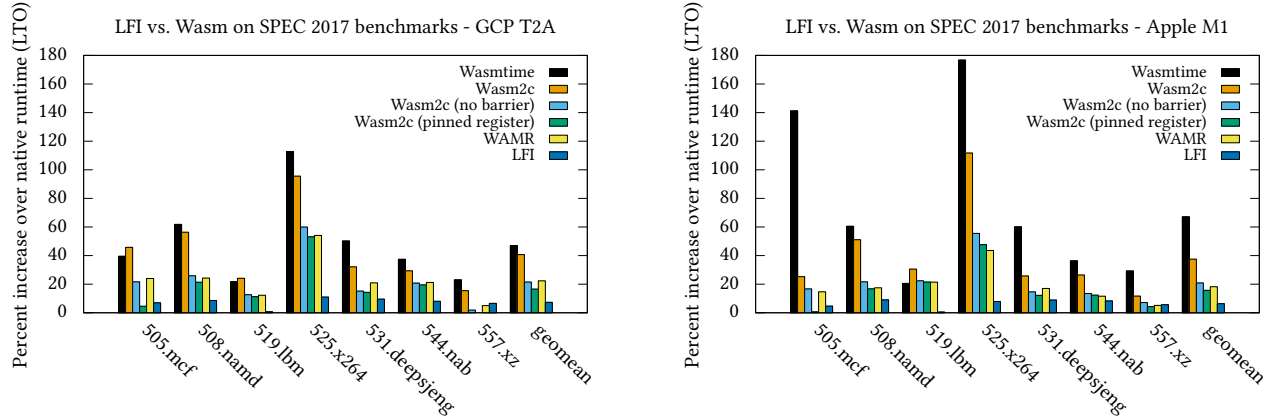 LFI vs. Wasm on SPEC 2017 benchmarks - GCP T2A
Percent increase over native runtime (LTO)
180
160
140
120
100
80
60
40
20
0
Wasmtime
Wasm2c
Wasm2c (no barrier)
Wasm2c (pinned register)
WAMR
LFI
505.mcf
508.namd
519.lbm
525.x264
531.deepsjeng
544.nab
557.xz
geomean
LFI vs. Wasm on SPEC 2017 benchmarks - Apple M1
Percent increase over native runtime (LTO)
180
160
140
120
100
80
60
40
20
0
Wasmtime
Wasm2c
Wasm2c (no barrier)
Wasm2c (pinned register)
WAMR
LFI
505.mcf
508.namd
519.lbm
525.x264
531.deepsjeng
544.nab
557.xz
geomean